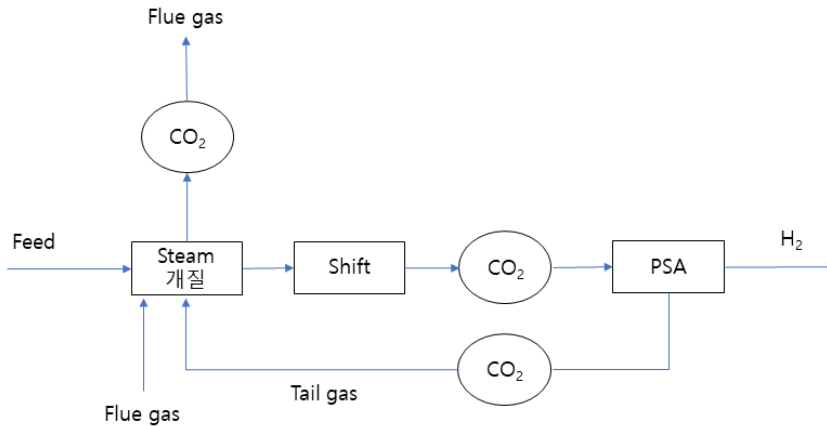 Flue gas
CO₂
Feed
Steam
개질
Shift
CO₂
PSA
H₂
CO₂
Tail gas
Flue gas